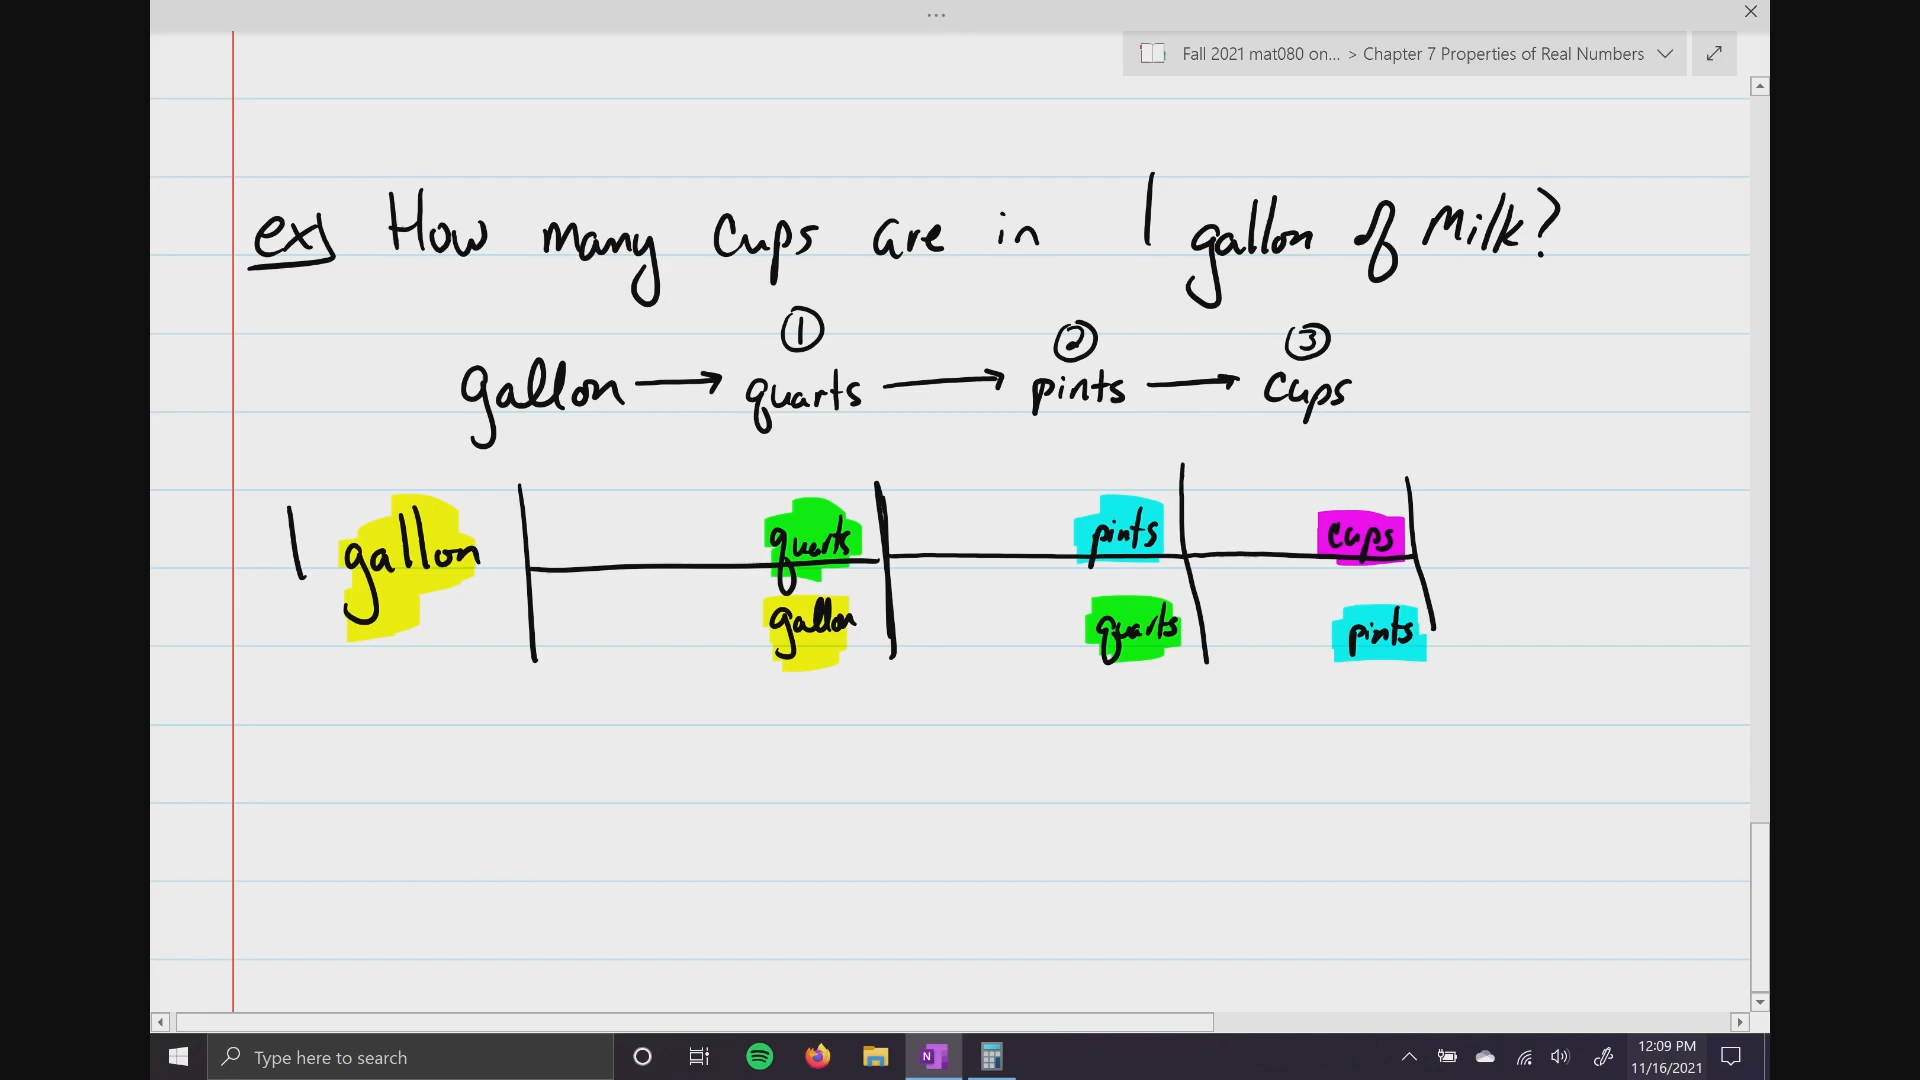 Fall 2021 mat080 on... > Chapter 7 Properties of Real Numbers
ex) How many cups are in 1 gallon of Milk?
① ② ③
gallon → quarts → pints → cups
1 gallon quarts pints cups
gallon quarts pints
Type here to search
12:09 PM
11/16/2021